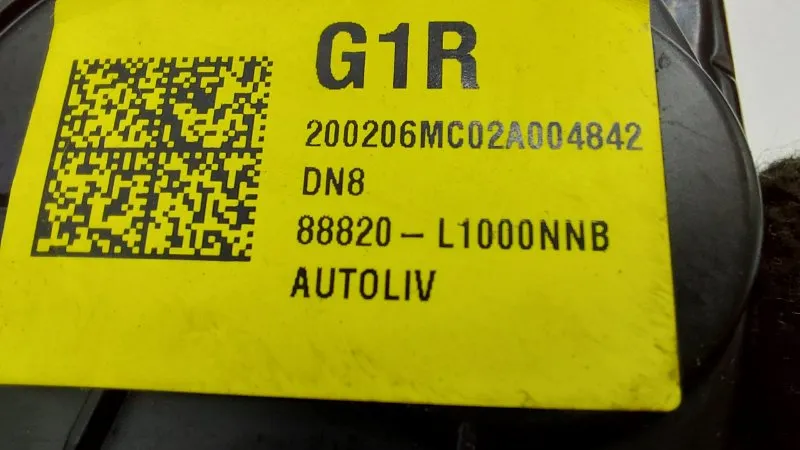 G1R
200206MC02A004842
DN8
88820-L1000NNB
AUTOLIV